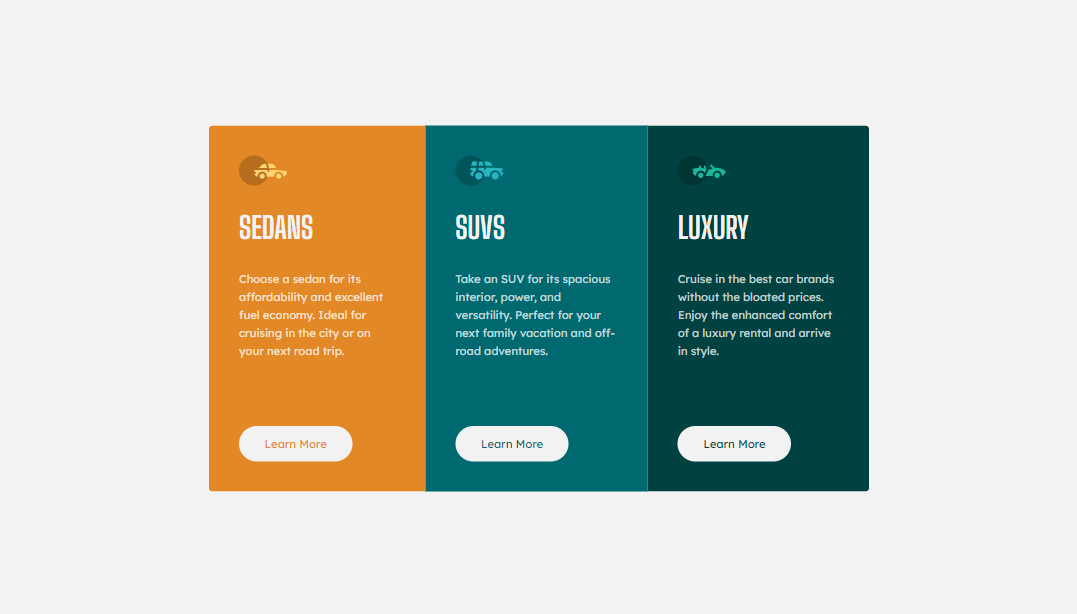 SEDANS
Choose a sedan for its
affordability and excellent
fuel economy. Ideal for
cruising in the city or on
your next road trip.
Learn More
SUVS
Take an SUV for its spacious
interior, power, and
versatility. Perfect for your
next family vacation and off-
road adventures.
Learn More
LUXURY
Cruise in the best car brands
without the bloated prices.
Enjoy the enhanced comfort
of a luxury rental and arrive
in style.
Learn More